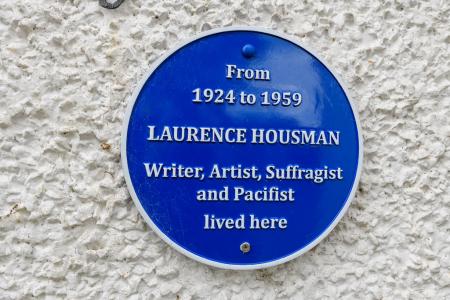 From
1924 to 1959
LAURENCE HOUSMAN
Writer, Artist, Suffragist
and Pacifist
lived here